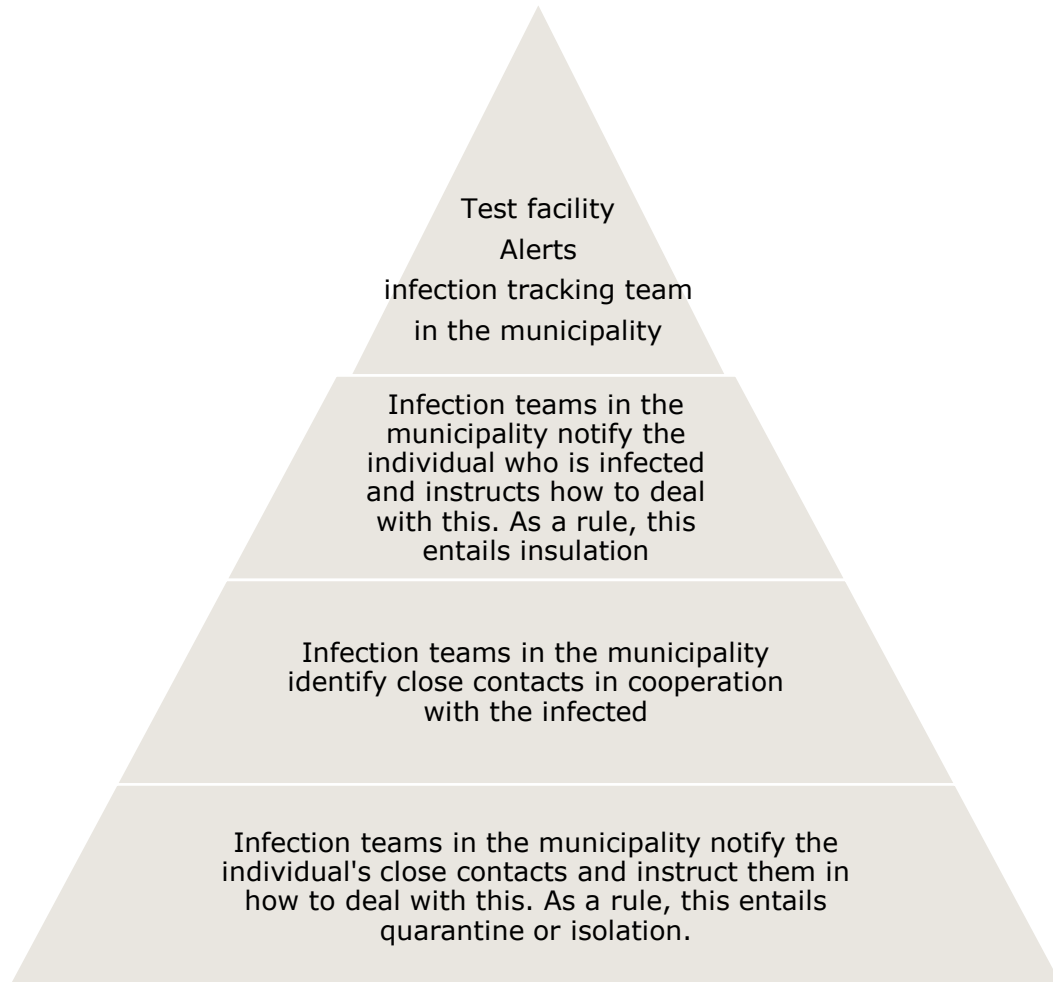 Test facility
Alerts
infection tracking team
in the municipality
Infection teams in the
municipality notify the
individual who is infected
and instructs how to deal
with this. As a rule, this
entails insulation
Infection teams in the municipality
identify close contacts in cooperation
with the infected
Infection teams in the municipality notify the
individual's close contacts and instruct them in
how to deal with this. As a rule, this entails
quarantine or isolation.